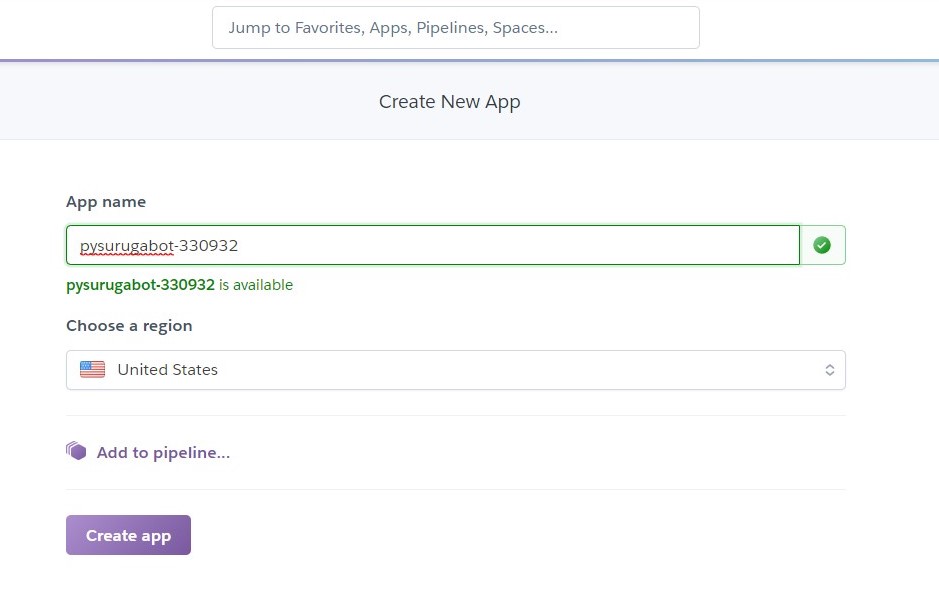 Jump to Favorites, Apps, Pipelines, Spaces...
Create New App
App name
pysurugabot-330932
pysurugabot-330932 is available
Choose a region
United States
Add to pipeline...
Create app